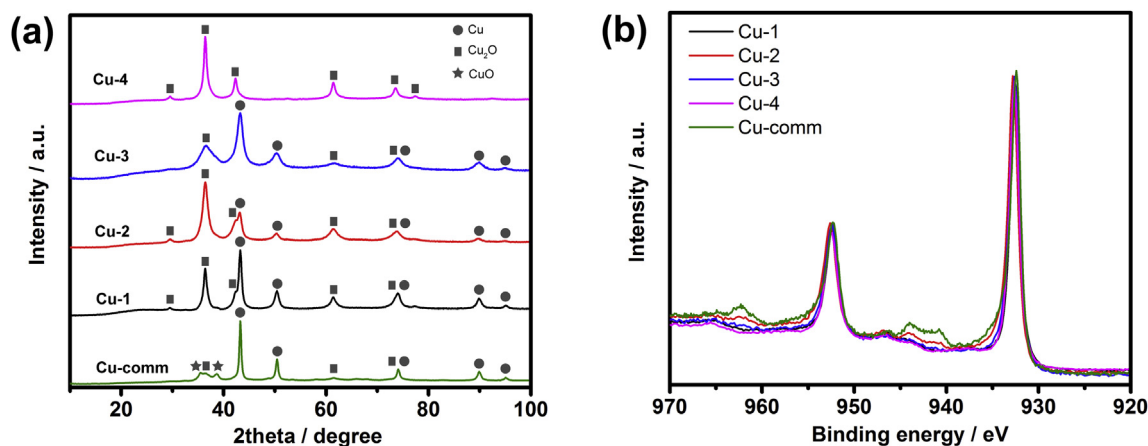 (a)
Cu
Cu₂O
CuO
Cu-4
Cu-3
Cu-2
Cu-1
Cu-comm
Intensity / a.u.
20 40 60 80 100
2theta / degree
(b)
Cu-1
Cu-2
Cu-3
Cu-4
Cu-comm
Intensity / a.u.
970 960 950 940 930 920
Binding energy / eV